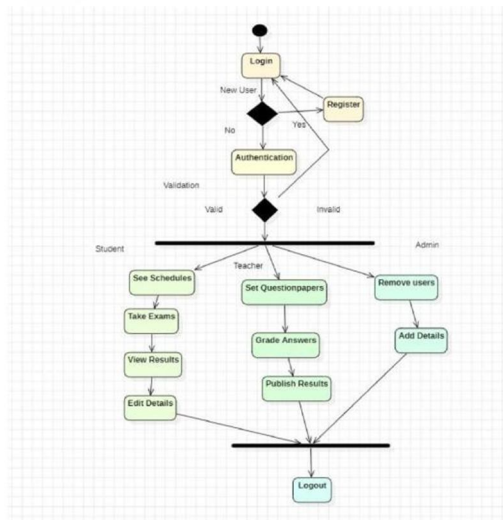 Login
New User
Register
Yes
No
Authentication
Validation
Valid
Invalid
Student
Admin
Teacher
See Schedules
Remove users
Set Questionpapers
Take Exams
Add Details
Grade Answers
View Results
Publish Results
Edit Details
Logout